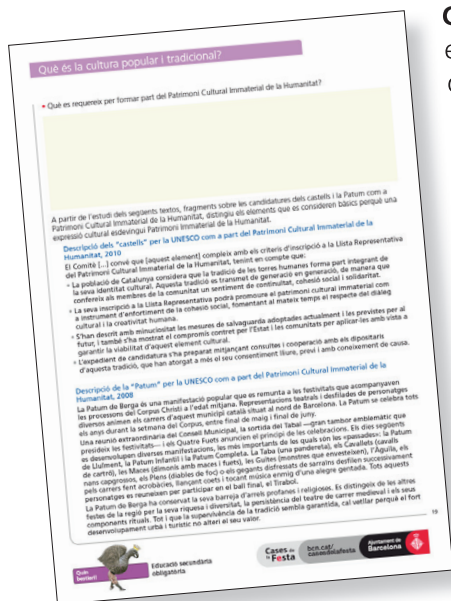 Què és la cultura popular i tradicional?
• Què es requereix per formar part del Patrimoni Cultural Immaterial de la Humanitat?
A partir de l'estudi dels següents textos, fragments sobre les candidatures dels castells i la Patum com a
Patrimoni Cultural Immaterial de la Humanitat, distingiu els elements que es consideren bàsics perquè una
expressió cultural esdevingui Patrimoni Immaterial de la Humanitat.
Descripció dels "castells" per la UNESCO com a part del Patrimoni Cultural Immaterial de la
Humanitat, 2010
El Comitè [...] convé que [aquest element] compleix amb els criteris d'inscripció a la Llista Representativa
del Patrimoni Cultural Immaterial de la Humanitat, tenint en compte que:
• La població de Catalunya considera que la tradició de les torres humanes forma part integrant de
la seva identitat cultural. Aquesta tradició es transmet de generació en generació, de manera que
confereix als membres de la comunitat un sentiment de continuïtat, cohesió social i solidaritat.
• La seva inscripció a la Llista Representativa podrà promoure el patrimoni cultural immaterial com
a instrument d'enfortiment de la cohesió social, fomentant al mateix temps el respecte del diàleg
cultural i la creativitat humana.
• S'han descrit amb minuciositat les mesures de salvaguarda adoptades actualment i les previstes per al
futur, i també s'ha mostrat el compromís contret per l'Estat i les comunitats per aplicar-les amb vista a
garantir la viabilitat d'aquest element cultural.
• L'expedient de candidatura s'ha preparat mitjançant consultes i cooperació amb els dipositaris
d'aquesta tradició, que han atorgat a més el seu consentiment lliure, previ i amb coneixement de causa.
Descripció de la "Patum" per la UNESCO com a part del Patrimoni Cultural Immaterial de la
Humanitat, 2008
La Patum de Berga és una manifestació popular que es remunta a les festivitats que acompanyaven
les processons del Corpus Christi a l'edat mitjana. Representacions teatrals i desfilades de personatges
diversos animen els carrers d'aquest municipi català situat al nord de Barcelona. La Patum se celebra tots
els anys durant la setmana del Corpus, entre final de maig i final de juny.
Una reunió extraordinària del Consell Municipal, la sortida del Tabal —gran tambor emblemàtic que
presideix les festivitats— i els Quatre Fuets anuncien el principi de les celebracions. Els dies següents
es desenvolupen diverses manifestacions, les més importants de les quals són les «passades»; la Patum
de Lluïment, la Patum Infantil i la Patum Completa. La Taba (una pandereta), els Cavallets (cavalls
de cartró), les Maces (dimonis amb maces i fuets), les Guites (monstres que envesteixen), l'Àguila, els
nans capgrossos, els Plens (diables de foc) o els gegants disfressats de sarraïns desfilen successivament
pels carrers fent acrobàcies, llançant coets i tocant música enmig d'una alegre gentada. Tots aquests
personatges es reuneixen per participar en el ball final, el Tirabol.
La Patum de Berga ha conservat la seva barreja d'arrels profanes i religioses. Es distingeix de les altres
festes de la regió per la seva riquesa i diversitat, la persistència del teatre de carrer medieval i els seus
components rituals. Tot i que la supervivència de la tradició sembla garantida, cal vetllar perquè el fort
desenvolupament urbà i turístic no alteri el seu valor.
19
Quin
bestiari!
Educació secundària
obligatòria
Cases de
la Festa
bcn.cat/
casesdelafesta
Ajuntament de
Barcelona